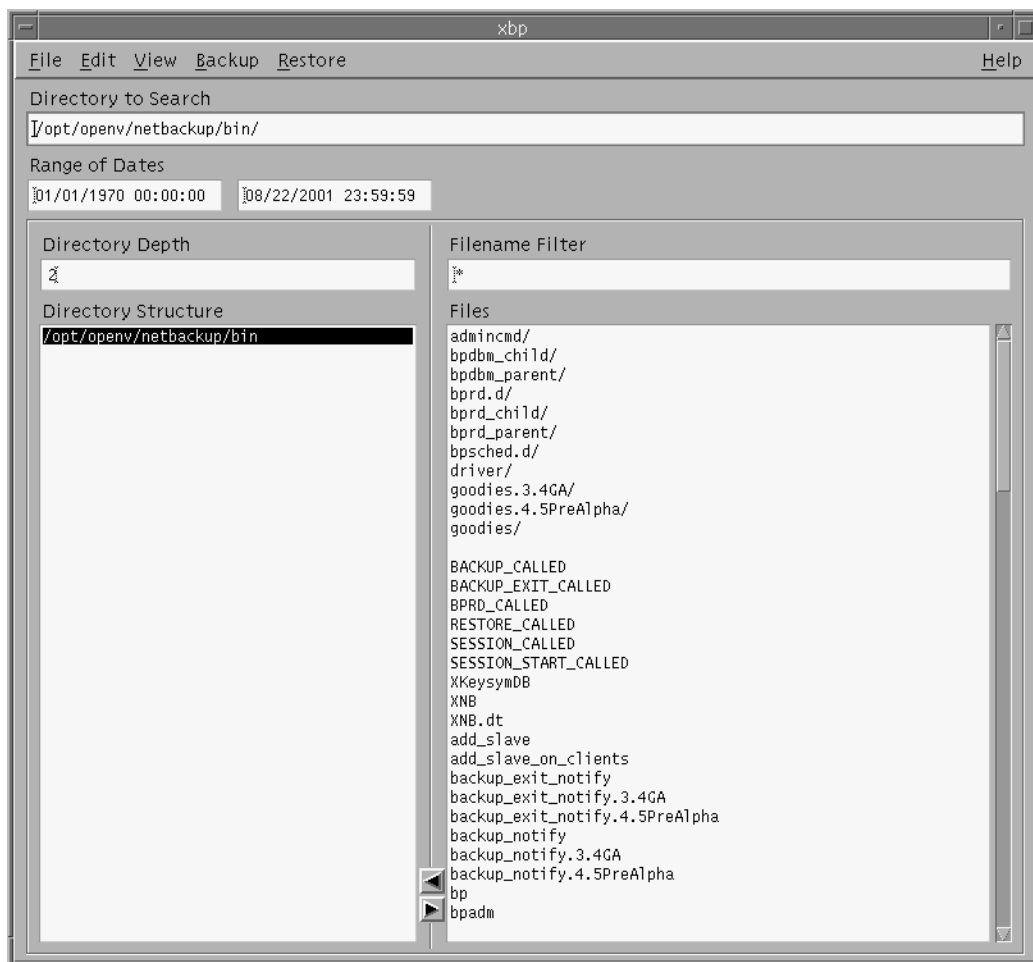 xbp
File Edit View Backup Restore Help
Directory to Search
/opt/openv/netbackup/bin/
Range of Dates
01/01/1970 00:00:00 08/22/2001 23:59:59
Directory Depth
2
Directory Structure
/opt/openv/netbackup/bin
Filename Filter
*
Files
admincmd/
bpdbm_child/
bpdbm_parent/
bprd.d/
bprd_child/
bprd_parent/
bpsched.d/
driver/
goodies.3.4GA/
goodies.4.5PreAlpha/
goodies/
BACKUP_CALLED
BACKUP_EXIT_CALLED
BPRD_CALLED
RESTORE_CALLED
SESSION_CALLED
SESSION_START_CALLED
XKeysymDB
XNB
XNB.dt
add_slave
add_slave_on_clients
backup_exit_notify
backup_exit_notify.3.4GA
backup_exit_notify.4.5PreAlpha
backup_notify
backup_notify.3.4GA
backup_notify.4.5PreAlpha
bp
bpadm